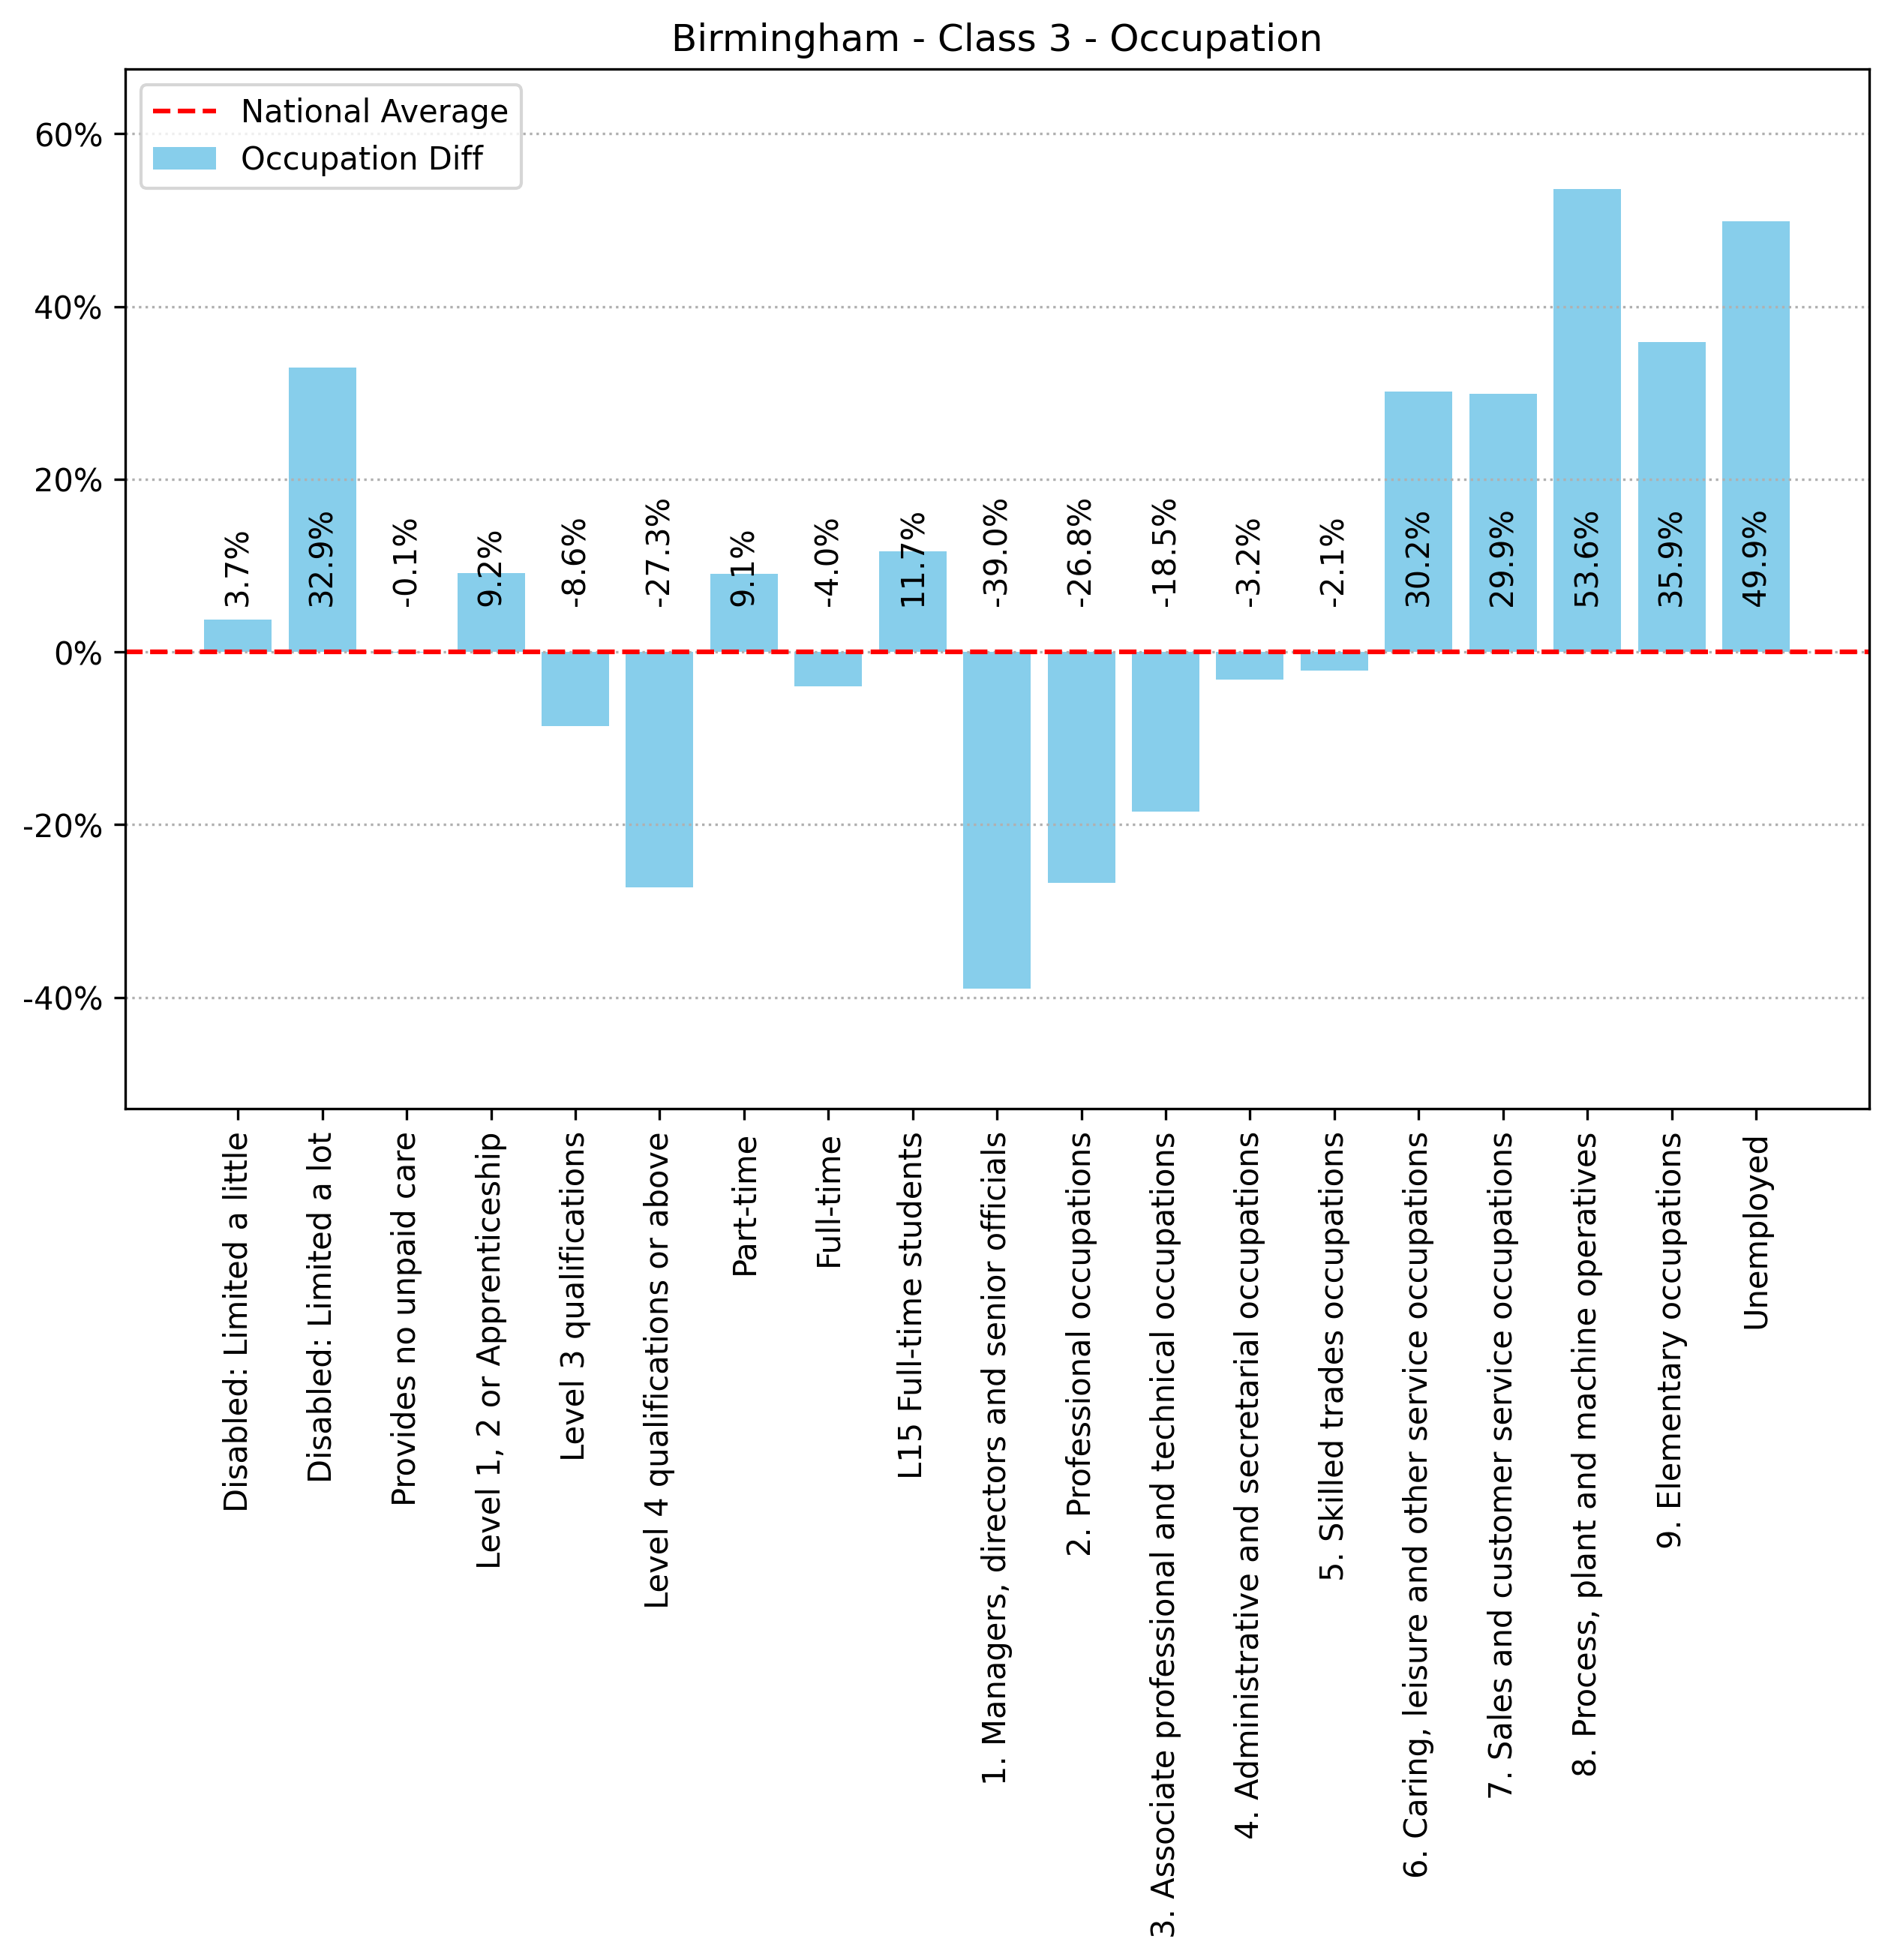 Birmingham - Class 3 - Occupation
National Average
Occupation Diff
60%
40%
20%
0%
-20%
-40%
3.7%
32.9%
-0.1%
9.2%
-8.6%
-27.3%
9.1%
-4.0%
11.7%
-39.0%
-26.8%
-18.5%
-3.2%
-2.1%
30.2%
29.9%
53.6%
35.9%
49.9%
Disabled: Limited a little
Disabled: Limited a lot
Provides no unpaid care
Level 1, 2 or Apprenticeship
Level 3 qualifications
Level 4 qualifications or above
Part-time
Full-time
L15 Full-time students
1. Managers, directors and senior officials
2. Professional occupations
3. Associate professional and technical occupations
4. Administrative and secretarial occupations
5. Skilled trades occupations
6. Caring, leisure and other service occupations
7. Sales and customer service occupations
8. Process, plant and machine operatives
9. Elementary occupations
Unemployed